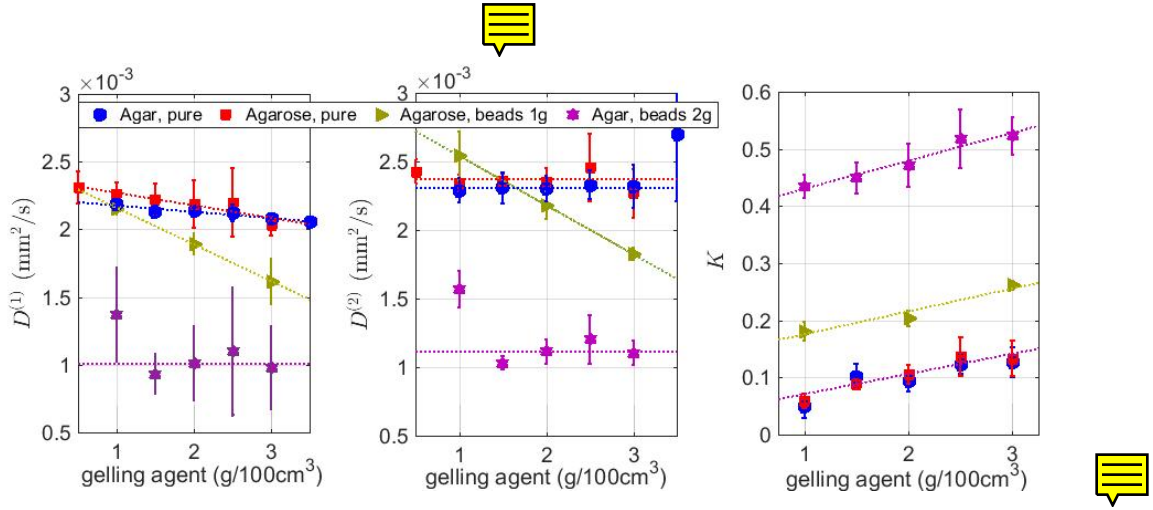 ×10⁻³
3
2.5
2
1.5
1
0.5
1 2 3
gelling agent (g/100cm³)
D⁽¹⁾ (mm²/s)
Agar, pure Agarose, pure Agarose, beads 1g Agar, beads 2g
×10⁻³
3
2.5
2
1.5
1
0.5
1 2 3
gelling agent (g/100cm³)
D⁽²⁾ (mm²/s)
0.6
0.5
0.4
0.3
0.2
0.1
0
1 2 3
gelling agent (g/100cm³)
K